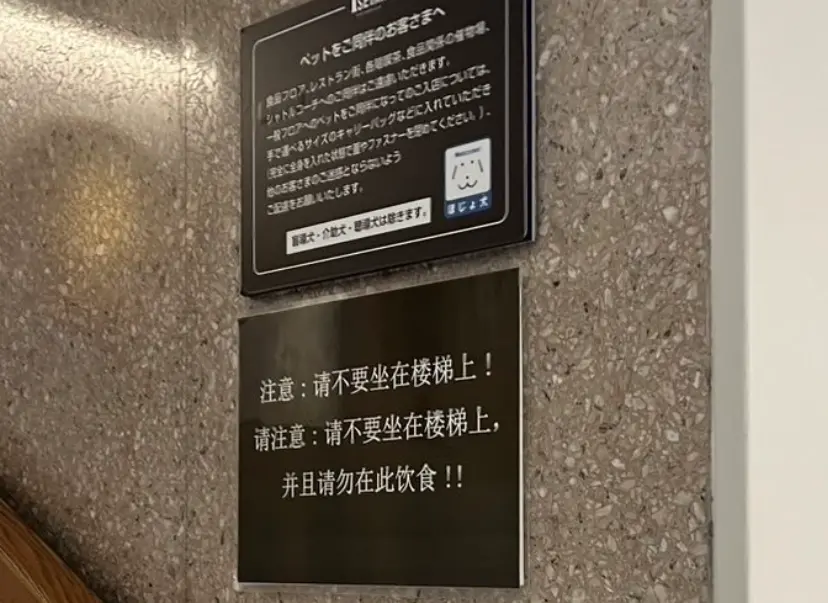 ペットをご同伴のお客さまへ
食品フロア、レストラン街、各階喫茶、食品関係の催物場、
シャトルコーチへのご同伴はご遠慮いただきます。
一般フロアへのペットをご同伴になってのご入店については、
手で運べるサイズのキャリーバッグなどに入れていただき
(完全に全身を入れた状態で蓋やファスナーを閉めてください。)、
他のお客さまのご迷惑とならないよう
ご配慮をお願いいたします。
Welcome!
ほじょ犬
盲導犬・介助犬・聴導犬は除きます。
注意：请不要坐在楼梯上！
请注意：请不要坐在楼梯上，
并且请勿在此饮食！！